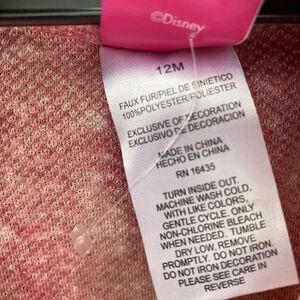 ©Disney
12M
FAUX FUR/PIEL DE SINIETICO
100%POLYESTER/POLIESTER
EXCLUSIVE OF DECORATION
EXCLUSIVO DE DECORACION
MADE IN CHINA
HECHO EN CHINA
RN 16435
TURN INSIDE OUT.
MACHINE WASH COLD,
WITH LIKE COLORS,
GENTLE CYCLE. ONLY
NON-CHLORINE BLEACH
WHEN NEEDED. TUMBLE
DRY LOW. REMOVE
PROMPTLY. DO NOT IRON.
DO NOT IRON DECORATION
PLEASE SEE CARE IN
REVERSE